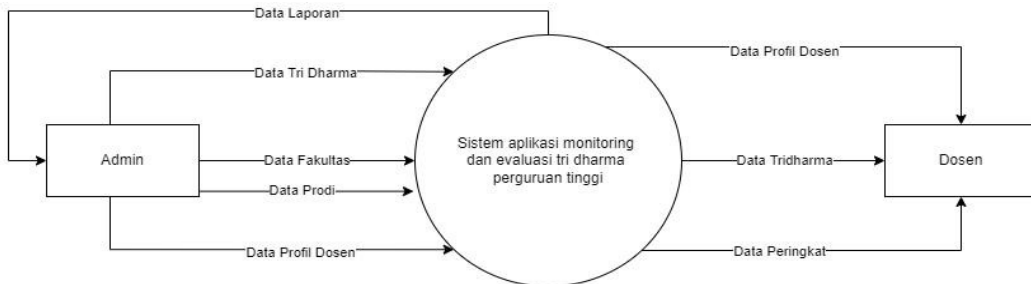 Data Laporan
Data Profil Dosen
Data Tri Dharma
Admin
Data Fakultas
Data Prodi
Data Profil Dosen
Sistem aplikasi monitoring
dan evaluasi tri dharma
perguruan tinggi
Data Tridharma
Dosen
Data Peringkat